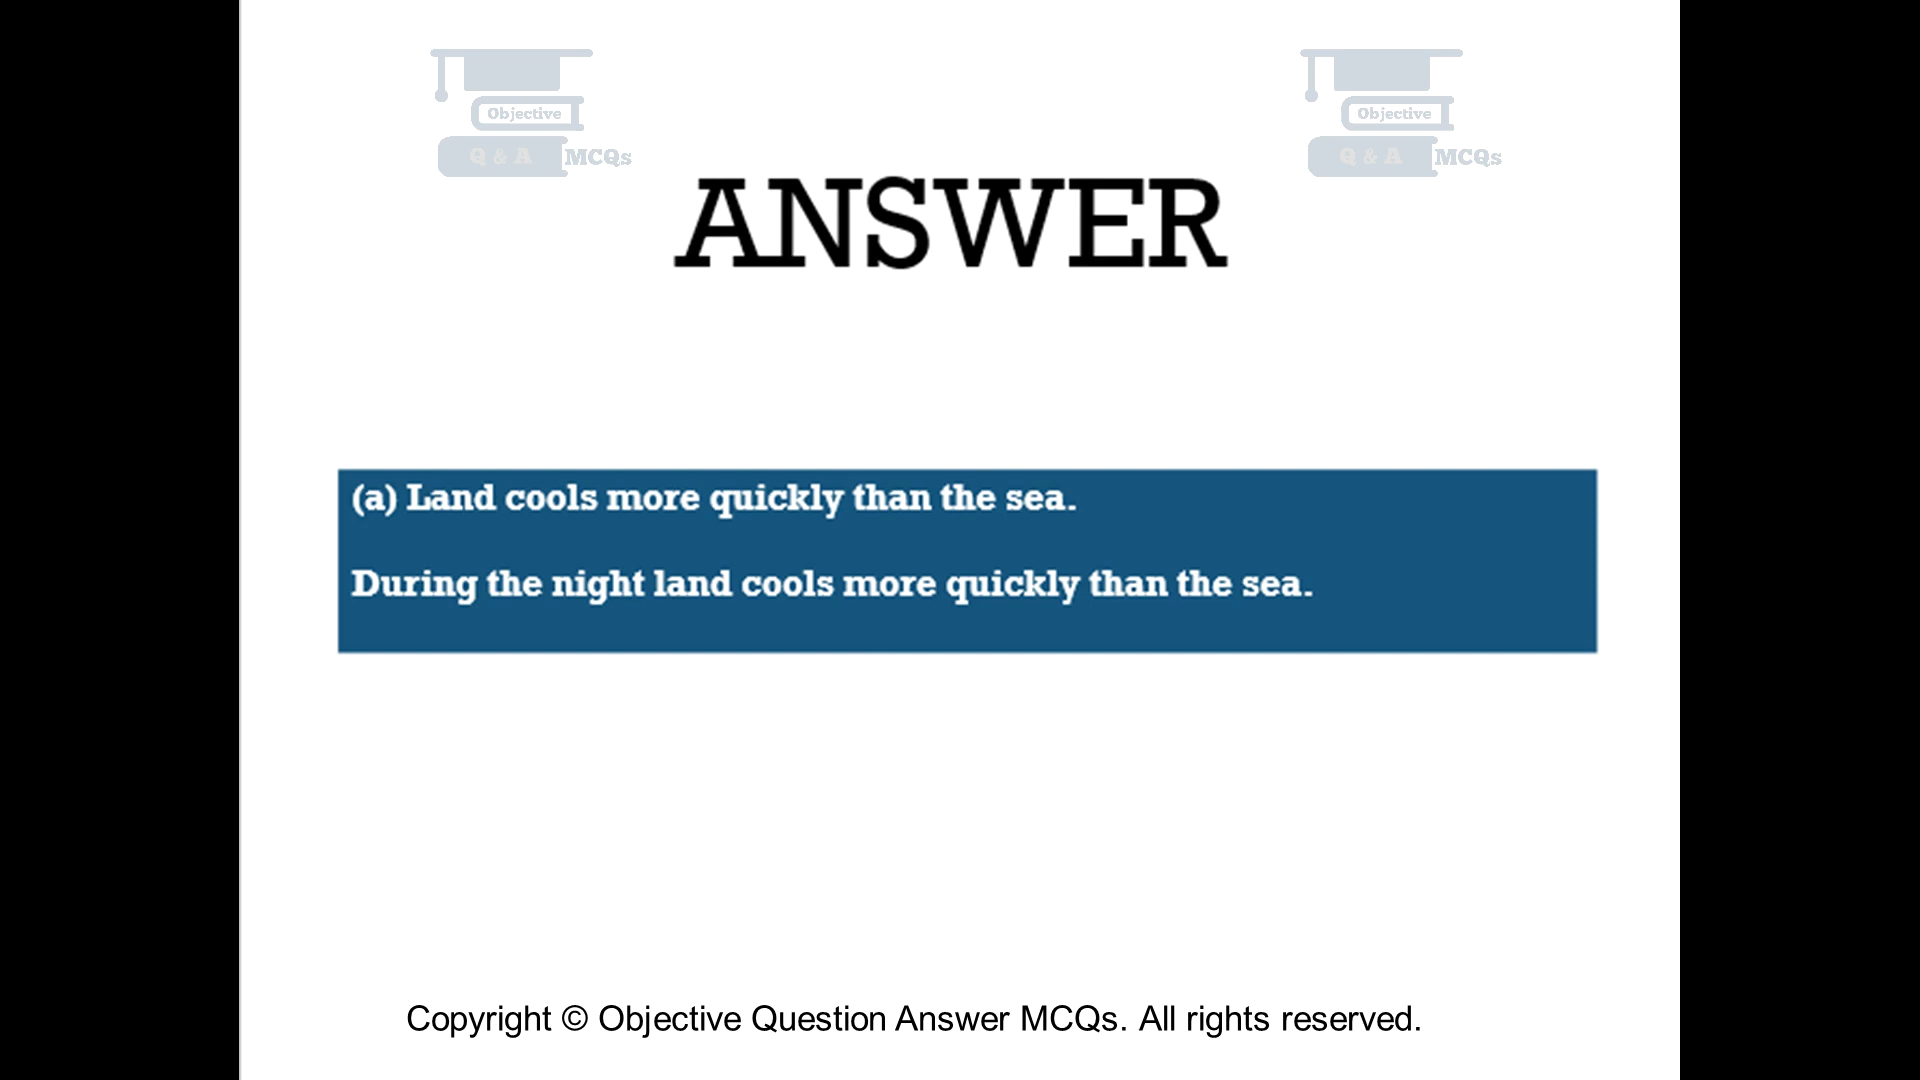 Objective
Q & A MCQs
Objective
Q & A MCQs
ANSWER
(a) Land cools more quickly than the sea.
During the night land cools more quickly than the sea.
Copyright © Objective Question Answer MCQs. All rights reserved.